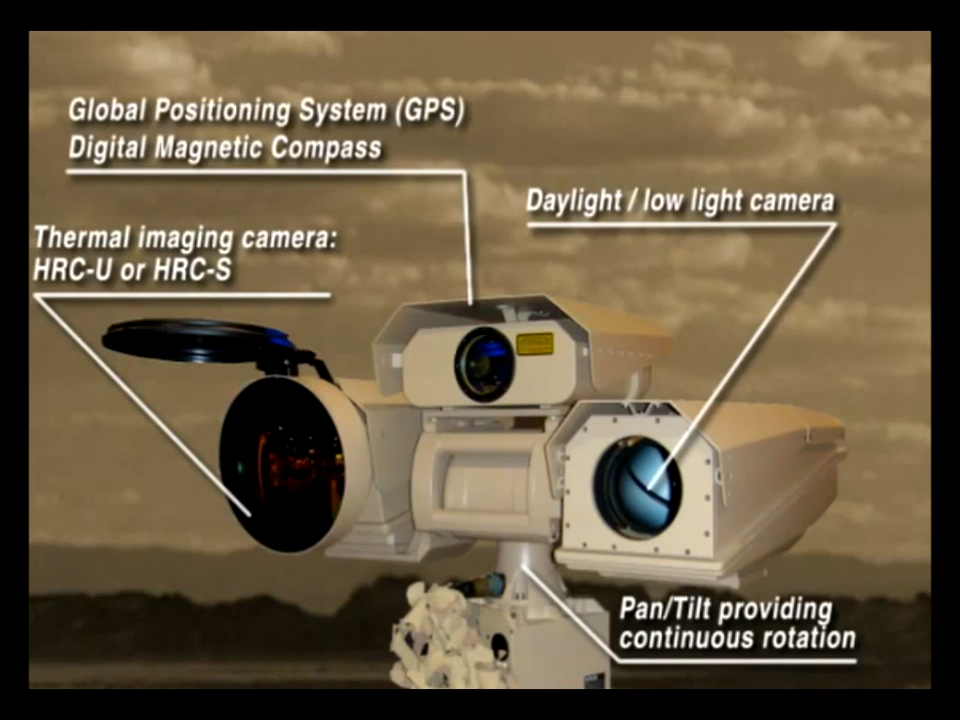 Global Positioning System (GPS)
Digital Magnetic Compass
Daylight / low light camera
Thermal imaging camera:
HRC-U or HRC-S
Pan/Tilt providing
continuous rotation